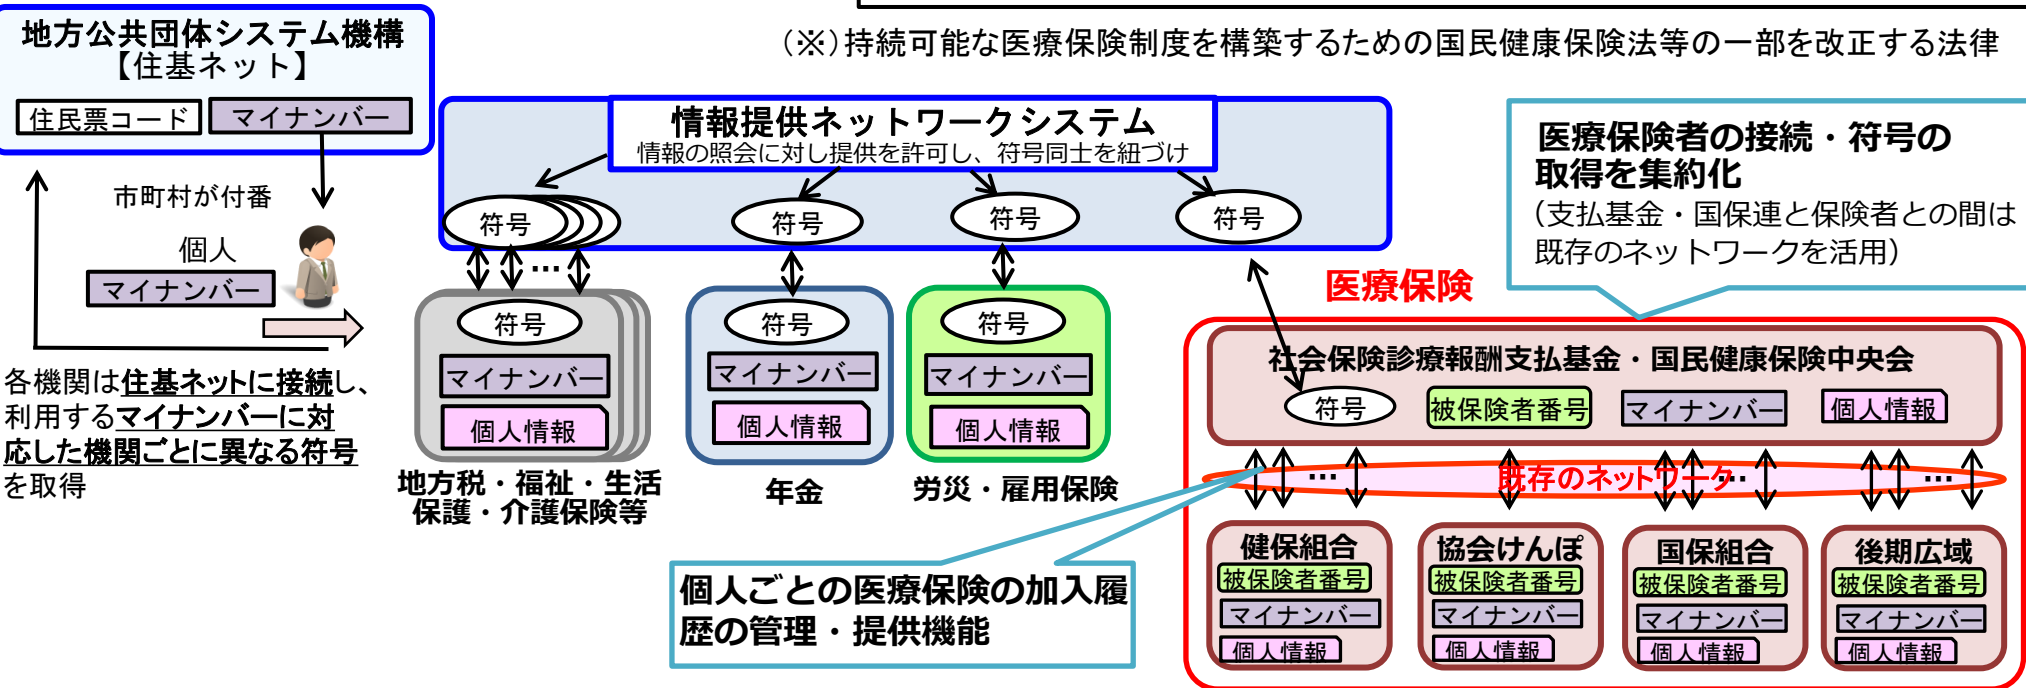 (※)持続可能な医療保険制度を構築するための国民健康保険法等の一部を改正する法律
地方公共団体システム機構
【住基ネット】
住民票コード
マイナンバー
市町村が付番
個人
マイナンバー
各機関は住基ネットに接続し、
利用するマイナンバーに対
応した機関ごとに異なる符号
を取得
情報提供ネットワークシステム
情報の照会に対し提供を許可し、符号同士を紐づけ
符号
符号
符号
符号
…
符号
マイナンバー
個人情報
地方税・福祉・生活
保護・介護保険等
符号
マイナンバー
個人情報
年金
符号
マイナンバー
個人情報
労災・雇用保険
医療保険者の接続・符号の
取得を集約化
(支払基金・国保連と保険者との間は
既存のネットワークを活用)
医療保険
社会保険診療報酬支払基金・国民健康保険中央会
符号
被保険者番号
マイナンバー
個人情報
… 既存のネットワーク … …
個人ごとの医療保険の加入履
歴の管理・提供機能
健保組合
被保険者番号
マイナンバー
個人情報
協会けんぽ
被保険者番号
マイナンバー
個人情報
国保組合
被保険者番号
マイナンバー
個人情報
後期広域
被保険者番号
マイナンバー
個人情報